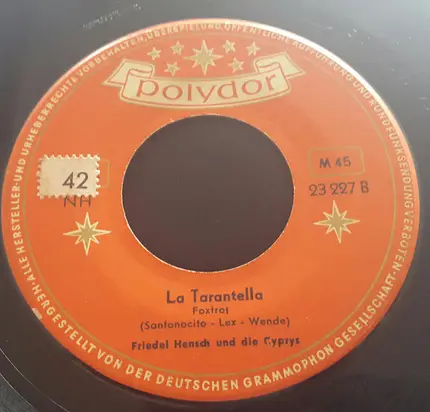 ALLE HERSTELLER-UND URHEBERRECHTE VORBEHALTEN, ÜBERSPIELUNG, ÖFFENTLICHE AUFFÜHRUNG UND RUNDFUNKSENDUNG VERBOTEN
polydor
M 45
42
NH
23 227 B
La Tarantella
Foxtrot
(Santonocito - Lex - Wende)
Friedel Hensch und die Cyprys
HERGESTELLT VON DER DEUTSCHEN GRAMMOPHON GESELLSCHAFT